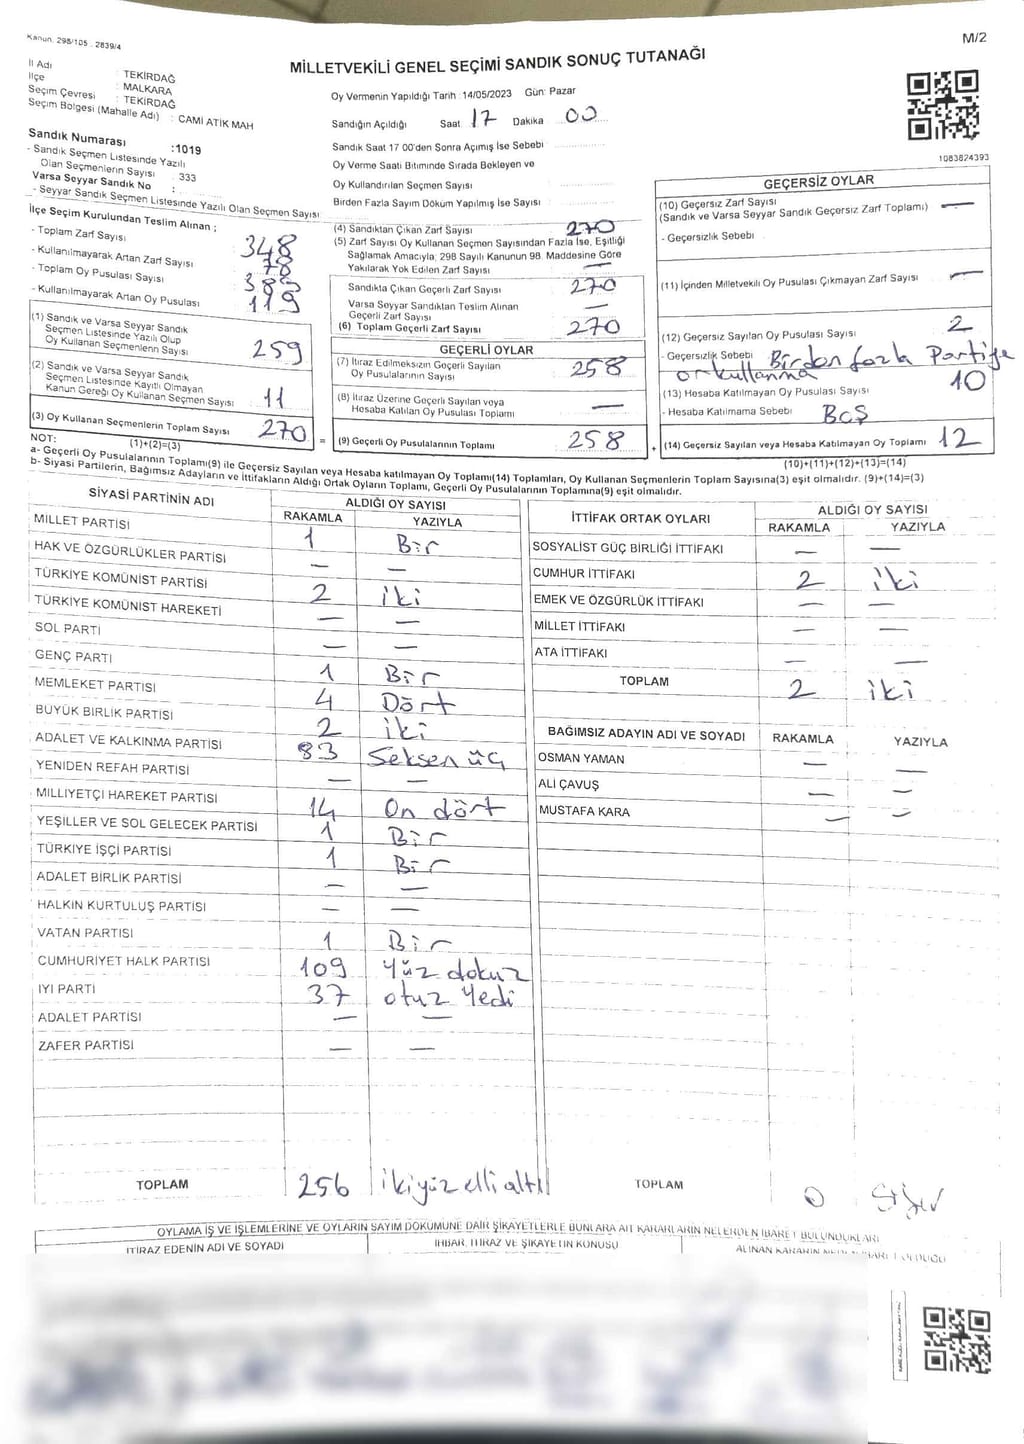 Kanun. 298/105 . 2839/4
M/2
MİLLETVEKİLİ GENEL SEÇİMİ SANDIK SONUÇ TUTANAĞI
İl Adı : TEKİRDAĞ
İlçe : MALKARA
Seçim Çevresi : TEKİRDAĞ
Seçim Bölgesi (Mahalle Adı) : CAMİ ATİK MAH
Sandık Numarası :1019
- Sandık Seçmen Listesinde Yazılı
Olan Seçmenlerin Sayısı : 333
Varsa Seyyar Sandık No :
- Seyyar Sandık Seçmen Listesinde Yazılı Olan Seçmen Sayısı
Oy Vermenin Yapıldığı Tarih :14/05/2023 Gün: Pazar
Sandığın Açıldığı Saat 17 Dakika 00
Sandık Saat 17 00'den Sonra Açımış İse Sebebi
Oy Verme Saati Bitiminde Sırada Bekleyen ve
Oy Kullandırılan Seçmen Sayısı
Birden Fazla Sayım Döküm Yapılmış İse Sayısı
1083824393
İlçe Seçim Kurulundan Teslim Alınan ;
- Toplam Zarf Sayısı 348
- Kullanılmayarak Artan Zarf Sayısı 78
- Toplam Oy Pusulası Sayısı
- Kullanılmayarak Artan Oy Pusulası 119
(1) Sandık ve Varsa Seyyar Sandık
Seçmen Listesinde Yazılı Olup
Oy Kullanan Seçmenlerin Sayısı 259
(2) Sandık ve Varsa Seyyar Sandık
Seçmen Listesinde Kayıtlı Olmayan
Kanun Gereği Oy Kullanan Seçmen Sayısı 11
(3) Oy Kullanan Seçmenlerin Toplam Sayısı 270 =
(1)+(2)=(3)
(4) Sandıktan Çıkan Zarf Sayısı 270
(5) Zarf Sayısı Oy Kullanan Seçmen Sayısından Fazla İse, Eşitliği
Sağlamak Amacıyla, 298 Sayılı Kanunun 98. Maddesine Göre
Yakılarak Yok Edilen Zarf Sayısı —
Sandıkta Çıkan Geçerli Zarf Sayısı 270
Varsa Seyyar Sandıktan Teslim Alınan
Geçerli Zarf Sayısı —
(6) Toplam Geçerli Zarf Sayısı 270
GEÇERLİ OYLAR
(7) İtiraz Edilmeksizin Geçerli Sayılan
Oy Pusulalarının Sayısı 258
(8) İtiraz Üzerine Geçerli Sayılan veya
Hesaba Katılan Oy Pusulası Toplamı —
(9) Geçerli Oy Pusulalarının Toplamı 258 +
GEÇERSİZ OYLAR
(10) Geçersiz Zarf Sayısı
(Sandık ve Varsa Seyyar Sandık Geçersiz Zarf Toplamı) —
- Geçersizlik Sebebi
(11) İçinden Milletvekili Oy Pusulası Çıkmayan Zarf Sayısı —
(12) Geçersiz Sayılan Oy Pusulası Sayısı 2
- Geçersizlik Sebebi Birden fazla Partiye
(13) Hesaba Katılmayan Oy Pusulası Sayısı 10
- Hesaba Katılmama Sebebi BoŞ
(14) Geçersiz Sayılan veya Hesaba Katılmayan Oy Toplamı 12
(10)+(11)+(12)+(13)=(14)
NOT:
a- Geçerli Oy Pusulalarının Toplamı(9) ile Geçersiz Sayılan veya Hesaba katılmayan Oy Toplamı(14) Toplamları, Oy Kullanan Seçmenlerin Toplam Sayısına(3) eşit olmalıdır. (9)+(14)=(3)
b- Siyasi Partilerin, Bağımsız Adayların ve İttifakların Aldığı Ortak Oyların Toplamı, Geçerli Oy Pusulalarının Toplamına(9) eşit olmalıdır.
SİYASİ PARTİNİN ADI ALDIĞI OY SAYISI
RAKAMLA YAZIYLA
MİLLET PARTİSİ 1 Bir
HAK VE ÖZGÜRLÜKLER PARTİSİ — —
TÜRKİYE KOMÜNİST PARTİSİ 2 iki
TÜRKİYE KOMÜNİST HAREKETİ — —
SOL PARTİ — —
GENÇ PARTİ 1 Bir
MEMLEKET PARTİSİ 4 Dört
BÜYÜK BİRLİK PARTİSİ 2 iki
ADALET VE KALKINMA PARTİSİ 83 Seksen üç
YENİDEN REFAH PARTİSİ — —
MİLLİYETÇİ HAREKET PARTİSİ 14 On dört
YEŞİLLER VE SOL GELECEK PARTİSİ 1 Bir
TÜRKİYE İŞÇİ PARTİSİ 1 Bir
ADALET BİRLİK PARTİSİ — —
HALKIN KURTULUŞ PARTİSİ — —
VATAN PARTİSİ 1 Bir
CUMHURİYET HALK PARTİSİ 109 Yüz dokuz
İYİ PARTİ 37 otuz Yedi
ADALET PARTİSİ — —
ZAFER PARTİSİ — —
TOPLAM 256 ikiyüz elli altı
İTTİFAK ORTAK OYLARI ALDIĞI OY SAYISI
RAKAMLA YAZIYLA
SOSYALİST GÜÇ BİRLİĞİ İTTİFAKI — —
CUMHUR İTTİFAKI 2 iki
EMEK VE ÖZGÜRLÜK İTTİFAKI — —
MİLLET İTTİFAKI — —
ATA İTTİFAKI — —
TOPLAM 2 iki
BAĞIMSIZ ADAYIN ADI VE SOYADI RAKAMLA YAZIYLA
OSMAN YAMAN — —
ALİ ÇAVUŞ — —
MUSTAFA KARA — —
TOPLAM 0 Sıfır
OYLAMA İŞ VE İŞLEMLERİNE VE OYLARIN SAYIM DÖKÜMÜNE DAİR ŞİKAYETLERLE BUNLARA AİT KARARLARIN NELERDEN İBARET BULUNDUKLARI
İTİRAZ EDENİN ADI VE SOYADI İHBAR, İTİRAZ VE ŞİKAYETİN KONUSU ALINAN KARARIN